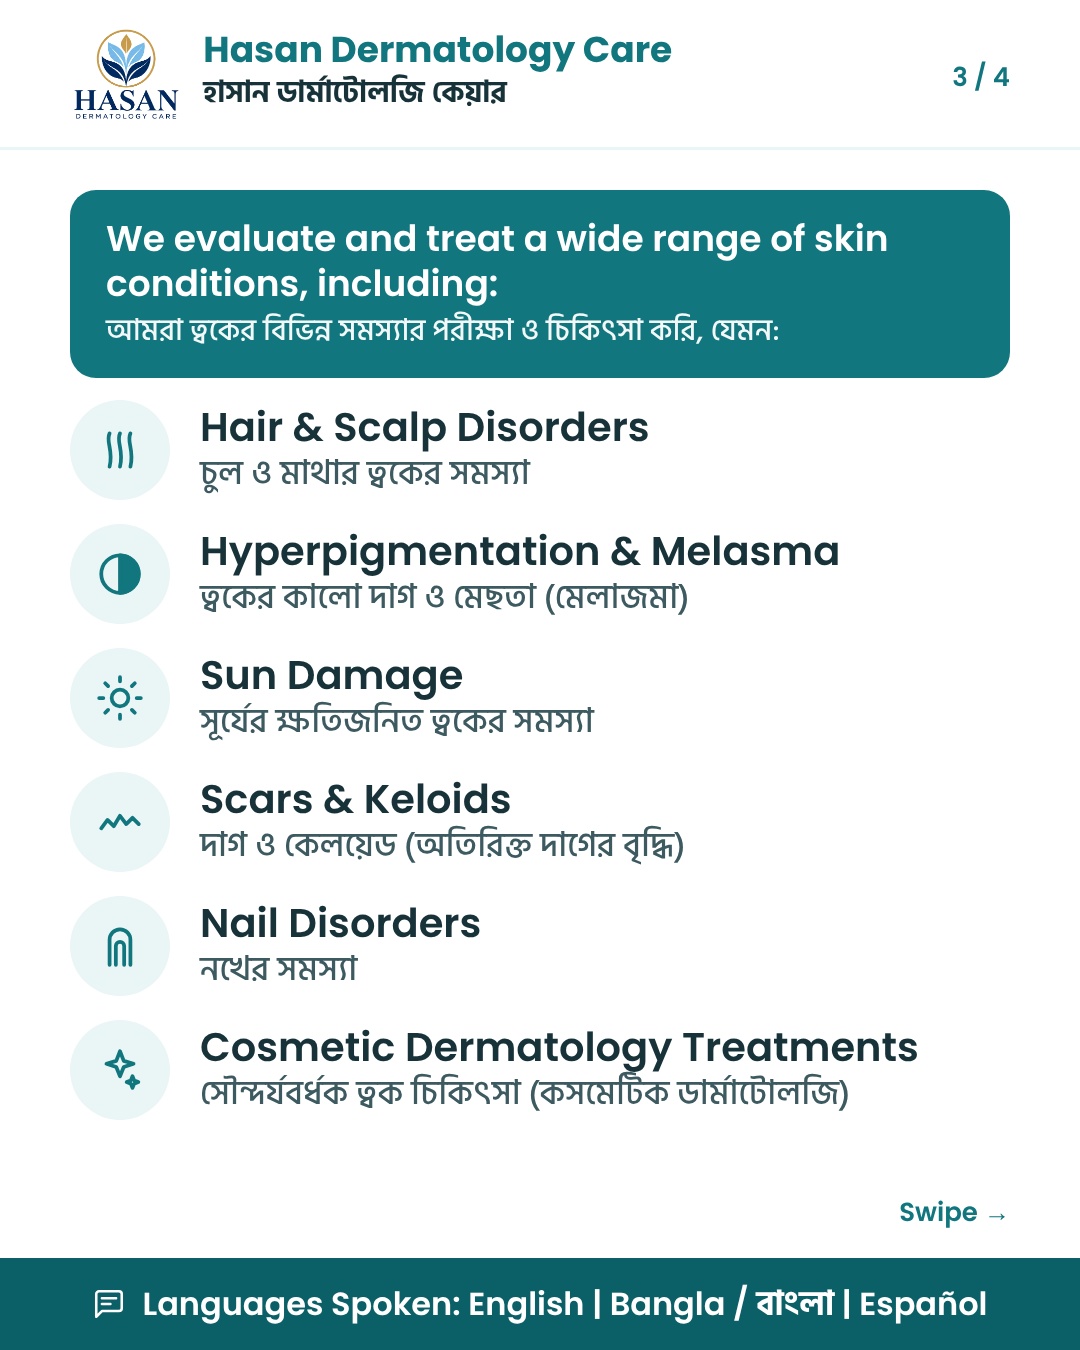 HASAN
DERMATOLOGY CARE
Hasan Dermatology Care
হাসান ডার্মাটোলজি কেয়ার
3 / 4
We evaluate and treat a wide range of skin
conditions, including:
আমরা ত্বকের বিভিন্ন সমস্যার পরীক্ষা ও চিকিৎসা করি, যেমন:
Hair & Scalp Disorders
চুল ও মাথার ত্বকের সমস্যা
Hyperpigmentation & Melasma
ত্বকের কালো দাগ ও মেছতা (মেলাজমা)
Sun Damage
সূর্যের ক্ষতিজনিত ত্বকের সমস্যা
Scars & Keloids
দাগ ও কেলয়েড (অতিরিক্ত দাগের বৃদ্ধি)
Nail Disorders
নখের সমস্যা
Cosmetic Dermatology Treatments
সৌন্দর্যবর্ধক ত্বক চিকিৎসা (কসমেটিক ডার্মাটোলজি)
Swipe →
Languages Spoken: English | Bangla / বাংলা | Español